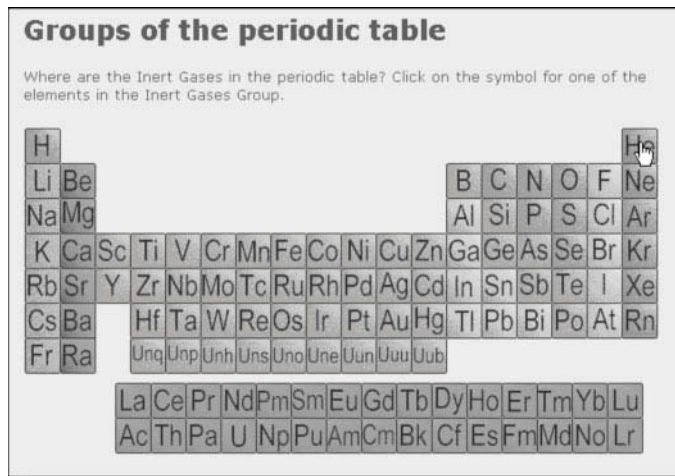 Groups of the periodic table
Where are the Inert Gases in the periodic table? Click on the symbol for one of the
elements in the Inert Gases Group.
H He
Li Be B C N O F Ne
Na Mg Al Si P S Cl Ar
K Ca Sc Ti V Cr Mn Fe Co Ni Cu Zn Ga Ge As Se Br Kr
Rb Sr Y Zr Nb Mo Tc Ru Rh Pd Ag Cd In Sn Sb Te I Xe
Cs Ba Hf Ta W Re Os Ir Pt Au Hg Tl Pb Bi Po At Rn
Fr Ra Unq Unp Unh Uns Uno Une Uun Uuu Uub
La Ce Pr Nd Pm Sm Eu Gd Tb Dy Ho Er Tm Yb Lu
Ac Th Pa U Np Pu Am Cm Bk Cf Es Fm Md No Lr